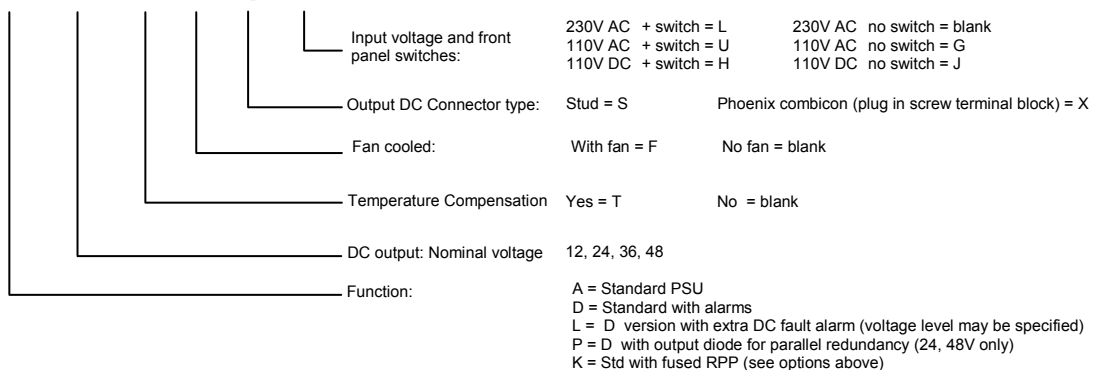 Input voltage and front
panel switches:
230V AC + switch = L 230V AC no switch = blank
110V AC + switch = U 110V AC no switch = G
110V DC + switch = H 110V DC no switch = J
Output DC Connector type: Stud = S Phoenix combicon (plug in screw terminal block) = X
Fan cooled: With fan = F No fan = blank
Temperature Compensation Yes = T No = blank
DC output: Nominal voltage 12, 24, 36, 48
Function: A = Standard PSU
D = Standard with alarms
L = D version with extra DC fault alarm (voltage level may be specified)
P = D with output diode for parallel redundancy (24, 48V only)
K = Std with fused RPP (see options above)